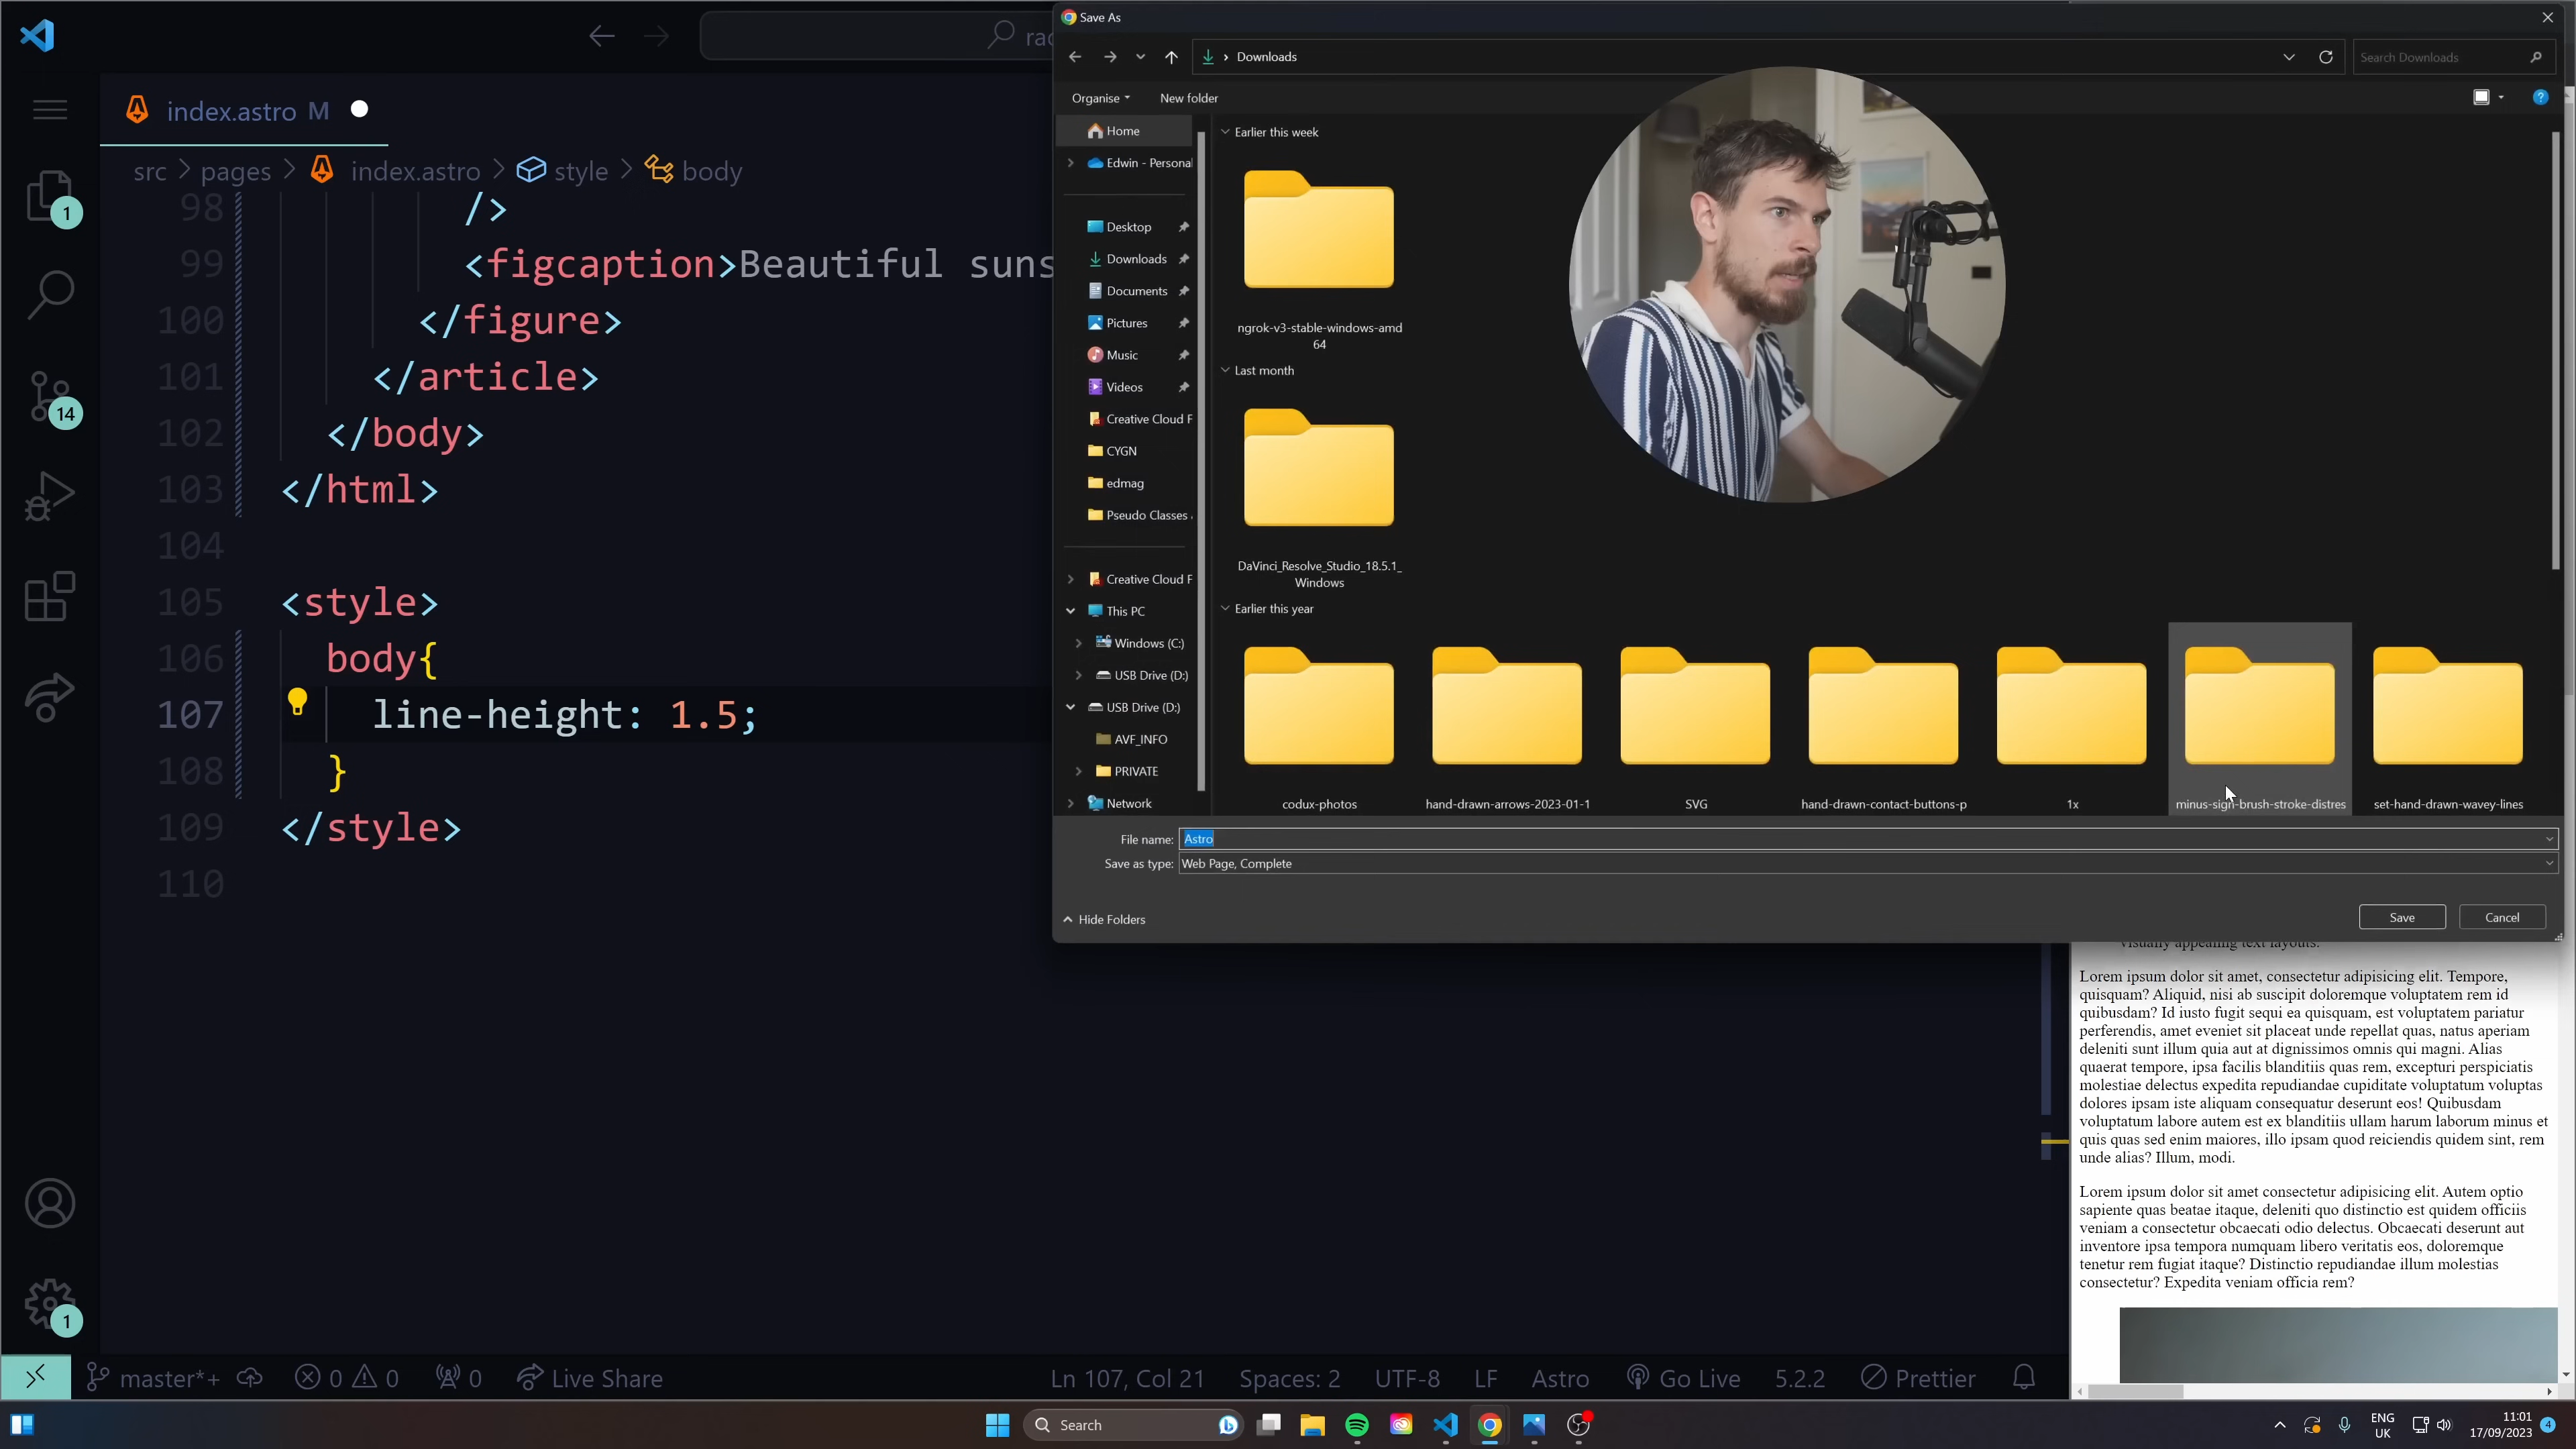 rad
index.astro M
src > pages > index.astro > style > body
98 />
99 <figcaption>Beautiful suns
100 </figure>
101 </article>
102 </body>
103 </html>
104
105 <style>
106 body{
107 line-height: 1.5;
108 }
109 </style>
110
1
14
1
master*+
0 0
0
Live Share
Ln 107, Col 21
Spaces: 2
UTF-8
LF
Astro
Go Live
5.2.2
Prettier
Save As
Downloads
Search Downloads
Organise
New folder
Home
Edwin - Personal
Desktop
Downloads
Documents
Pictures
Music
Videos
Creative Cloud F
CYGN
edmag
Pseudo Classes
Creative Cloud F
This PC
Windows (C:)
USB Drive (D:)
USB Drive (D:)
AVF_INFO
PRIVATE
Network
Earlier this week
ngrok-v3-stable-windows-amd
64
Last month
DaVinci_Resolve_Studio_18.5.1_
Windows
Earlier this year
codux-photos
hand-drawn-arrows-2023-01-1
SVG
hand-drawn-contact-buttons-p
1x
minus-sign-brush-stroke-distres
set-hand-drawn-wavey-lines
File name: Astro
Save as type: Web Page, Complete
Hide Folders
Save
Cancel
visually appealing text layouts.
Lorem ipsum dolor sit amet, consectetur adipisicing elit. Tempore,
quisquam? Aliquid, nisi ab suscipit doloremque voluptatem rem id
quibusdam? Id iusto fugit sequi ea quisquam, est voluptatem pariatur
perferendis, amet eveniet sit placeat unde repellat quas, natus aperiam
deleniti sunt illum quia aut at dignissimos omnis qui magni. Alias
quaerat tempore, ipsa facilis blanditiis quas rem, excepturi perspiciatis
molestiae delectus expedita repudiandae cupiditate voluptatum voluptas
dolores ipsam iste aliquam consequatur deserunt eos! Quibusdam
voluptatum labore autem est ex blanditiis ullam harum laborum minus et
quis quas sed enim maiores, illo ipsam quod reiciendis quidem sint, rem
unde alias? Illum, modi.
Lorem ipsum dolor sit amet consectetur adipisicing elit. Autem optio
sapiente quas beatae itaque, deleniti quo distinctio est quidem officiis
veniam a consectetur obcaecati odio delectus. Obcaecati deserunt aut
inventore ipsa tempora numquam libero veritatis eos, doloremque
tenetur rem fugiat itaque? Distinctio repudiandae illum molestias
consectetur? Expedita veniam officia rem?
Search
ENG
UK
11:01
17/09/2023
4